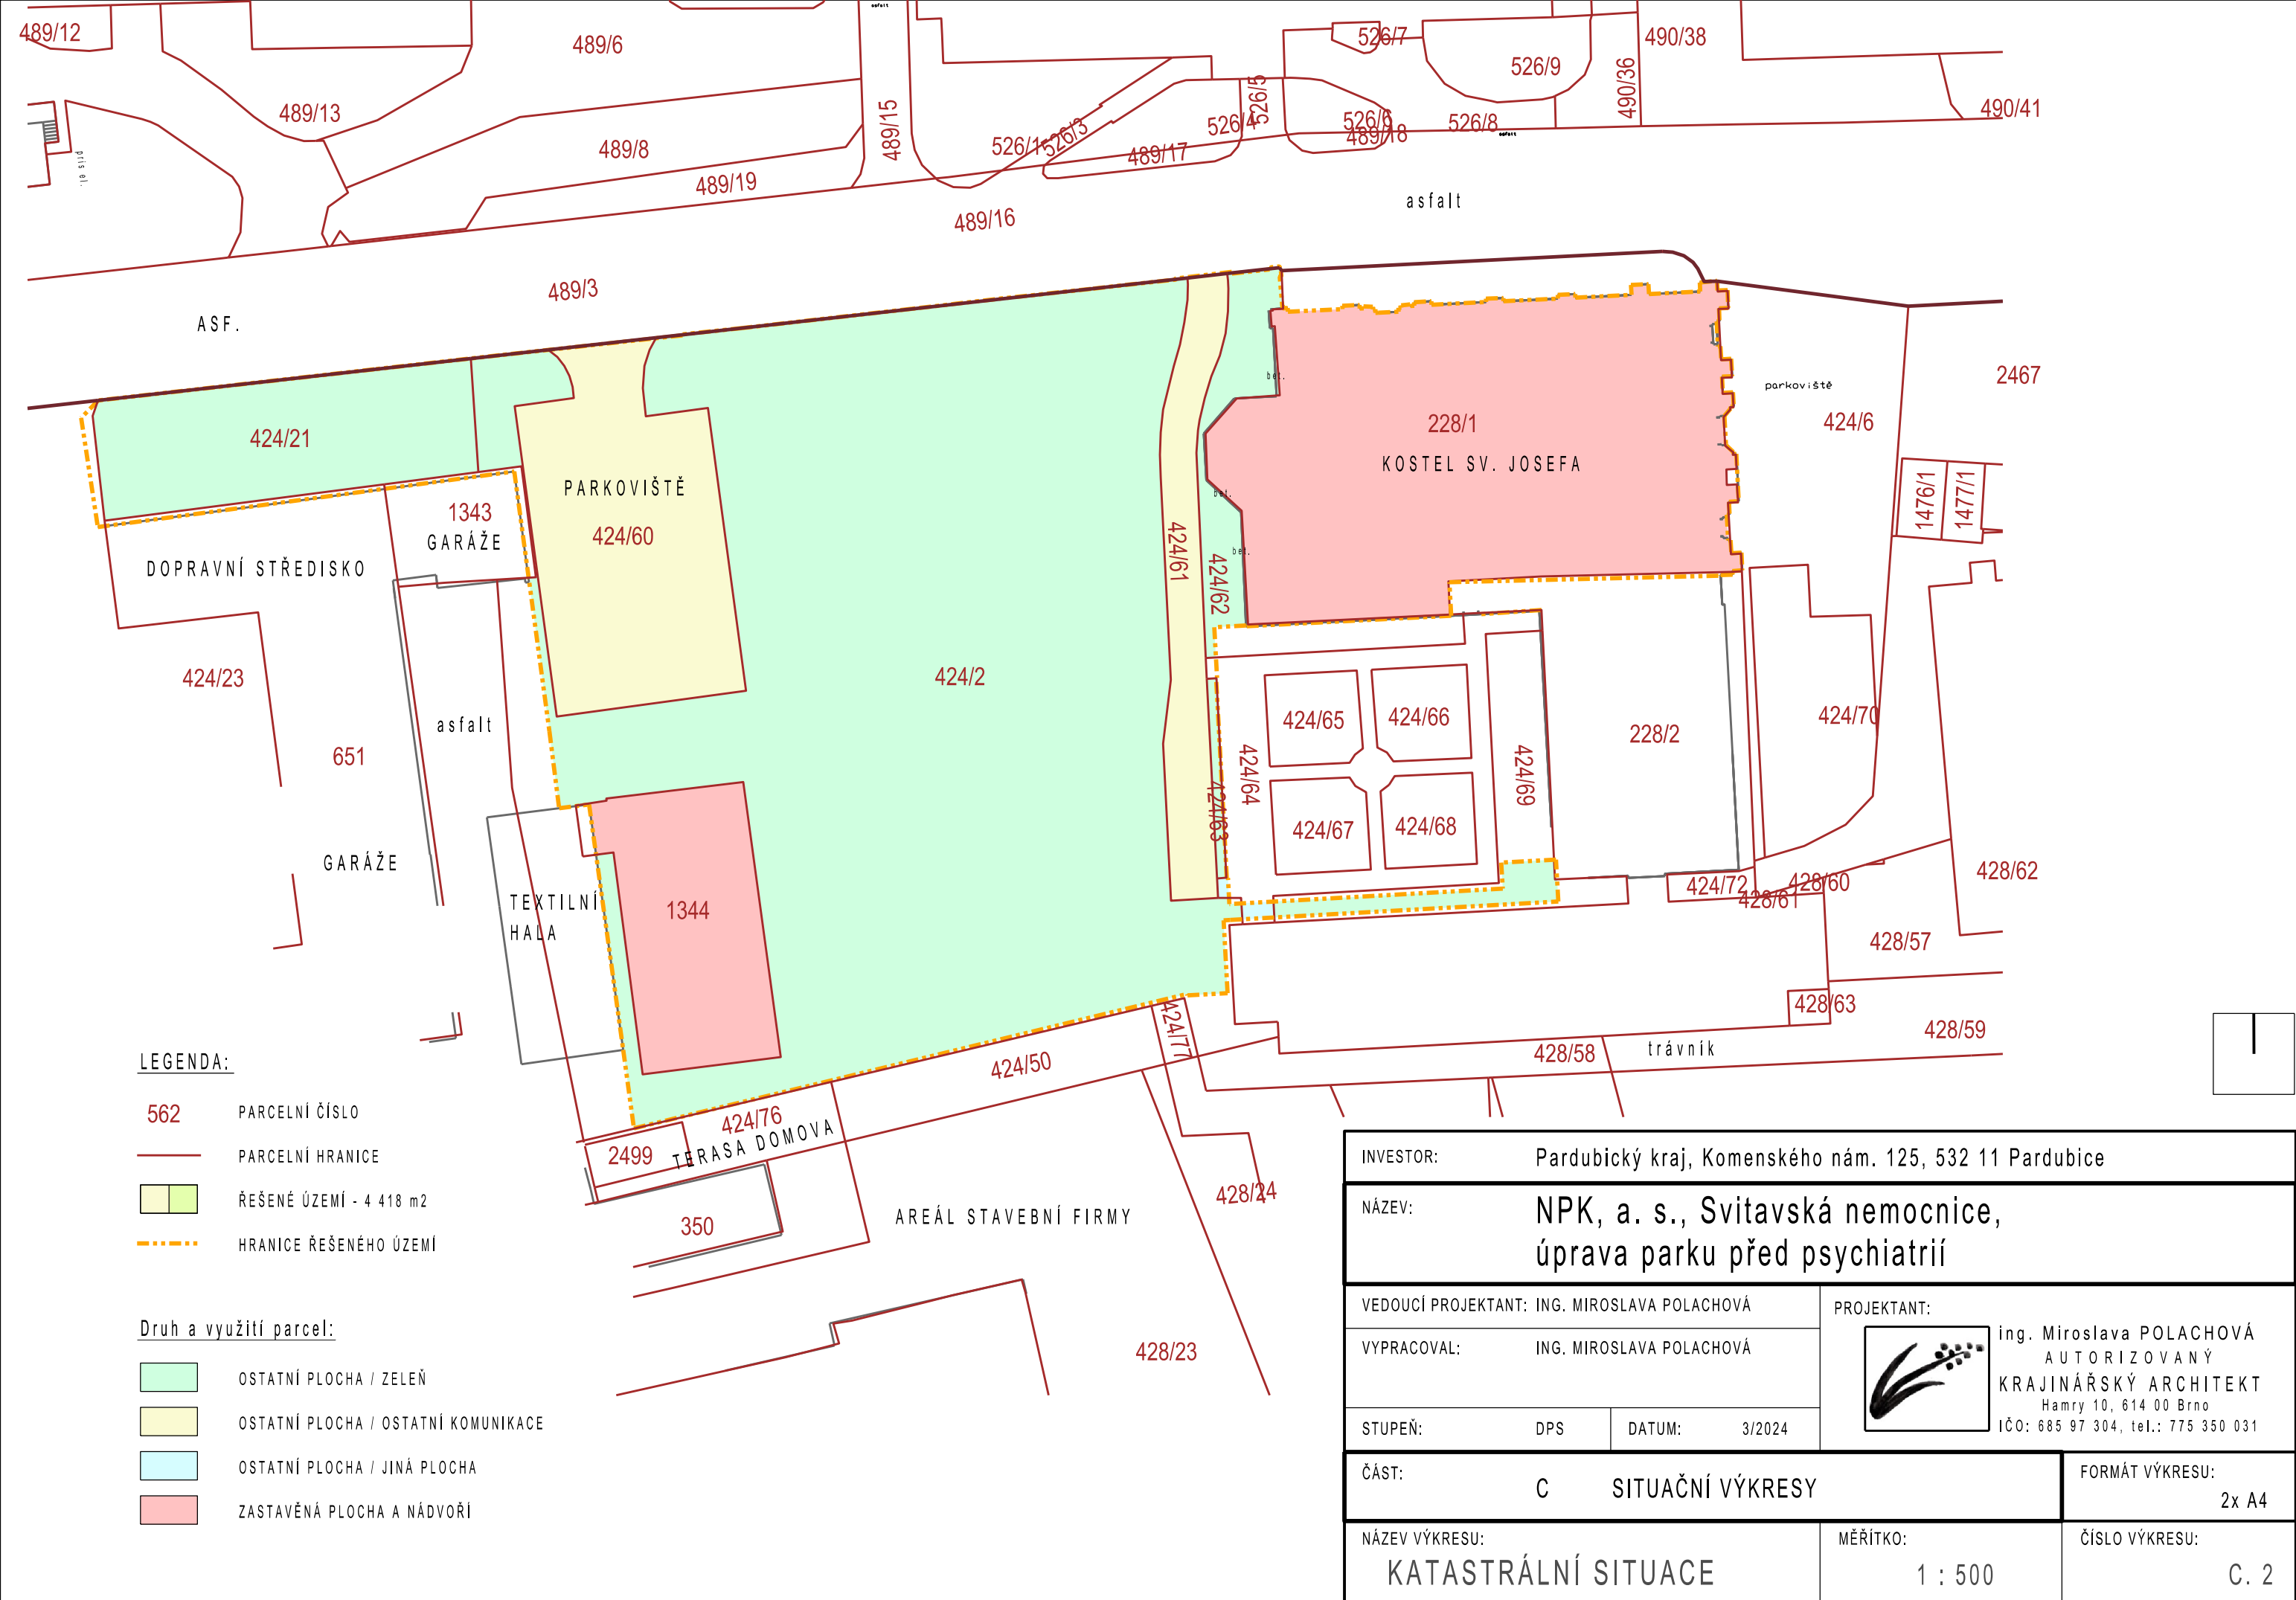 asfalt
489/12
489/6
526/7
490/38
526/9
490/36
489/13
489/15
526/5
490/41
489/8
526/1
526/3
526/4
526/6
526/8
asfalt
489/17
489/18
přís el.
489/19
489/16
asfalt
489/3
ASF.
bet.
parkoviště
2467
424/21
228/1
424/6
KOSTEL SV. JOSEFA
PARKOVIŠTĚ
424/60
bet.
1476/1
1477/1
1343
GARÁŽE
424/61
bet.
424/62
DOPRAVNÍ STŘEDISKO
424/23
424/2
asfalt
651
424/65
424/66
228/2
424/70
424/64
424/69
424/63
424/67
424/68
GARÁŽE
TEXTILNÍ
HALA
1344
424/72
428/60
428/61
428/62
428/57
428/63
428/59
424/77
424/50
428/58
trávník
424/76
TERASA DOMOVA
2499
350
AREÁL STAVEBNÍ FIRMY
428/24
428/23
LEGENDA:
562 PARCELNÍ ČÍSLO
PARCELNÍ HRANICE
ŘEŠENÉ ÚZEMÍ - 4 418 m2
HRANICE ŘEŠENÉHO ÚZEMÍ
Druh a využití parcel:
OSTATNÍ PLOCHA / ZELEŇ
OSTATNÍ PLOCHA / OSTATNÍ KOMUNIKACE
OSTATNÍ PLOCHA / JINÁ PLOCHA
ZASTAVĚNÁ PLOCHA A NÁDVOŘÍ
INVESTOR: Pardubický kraj, Komenského nám. 125, 532 11 Pardubice
NÁZEV: NPK, a. s., Svitavská nemocnice,
úprava parku před psychiatrií
VEDOUCÍ PROJEKTANT: ING. MIROSLAVA POLACHOVÁ
VYPRACOVAL: ING. MIROSLAVA POLACHOVÁ
STUPEŇ: DPS DATUM: 3/2024
PROJEKTANT:
ing. Miroslava POLACHOVÁ
AUTORIZOVANÝ
KRAJINÁŘSKÝ ARCHITEKT
Hamry 10, 614 00 Brno
IČO: 685 97 304, tel.: 775 350 031
ČÁST: C SITUAČNÍ VÝKRESY
FORMÁT VÝKRESU:
2x A4
NÁZEV VÝKRESU:
KATASTRÁLNÍ SITUACE
MĚŘÍTKO:
1 : 500
ČÍSLO VÝKRESU:
C. 2